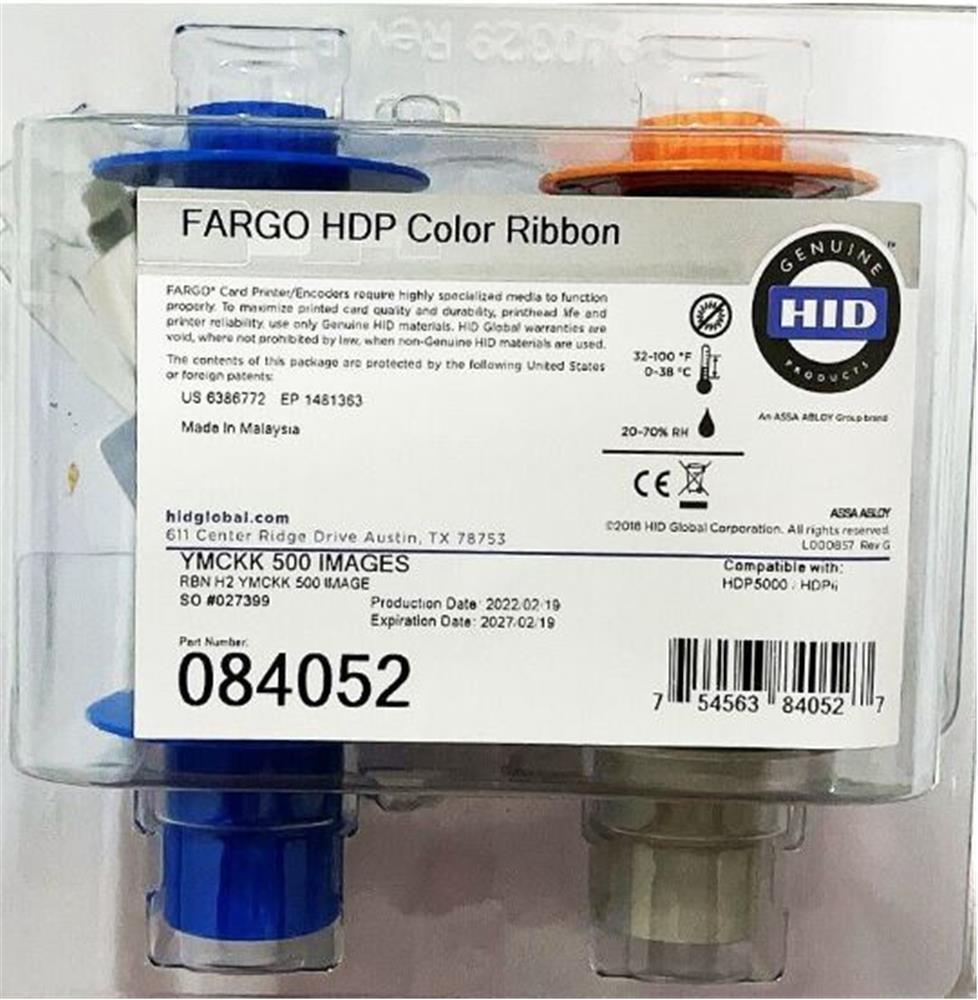 FARGO HDP Color Ribbon
FARGO® Card Printer/Encoders require highly specialized media to function
properly. To maximize printed card quality and durability, printhead life and
printer reliability, use only Genuine HID materials. HID Global warranties are
void, where not prohibited by law, when non-Genuine HID materials are used.
The contents of this package are protected by the following United States
or foreign patents:
US 6386772 EP 1481363
Made In Malaysia
GENUINE
HID
PRODUCTS
™
An ASSA ABLOY Group brand
32-100 °F
0-38 °C
20-70% RH
CE
ASSA ABLOY
©2018 HID Global Corporation. All rights reserved.
L000857 Rev G
hidglobal.com
611 Center Ridge Drive Austin, TX 78753
YMCKK 500 IMAGES
RBN H2 YMCKK 500 IMAGE
SO #027399
Production Date: 2022/02/19
Expiration Date: 2027/02/19
Compatible with:
HDP5000 / HDPii
Part Number:
084052
7 54563 84052 7